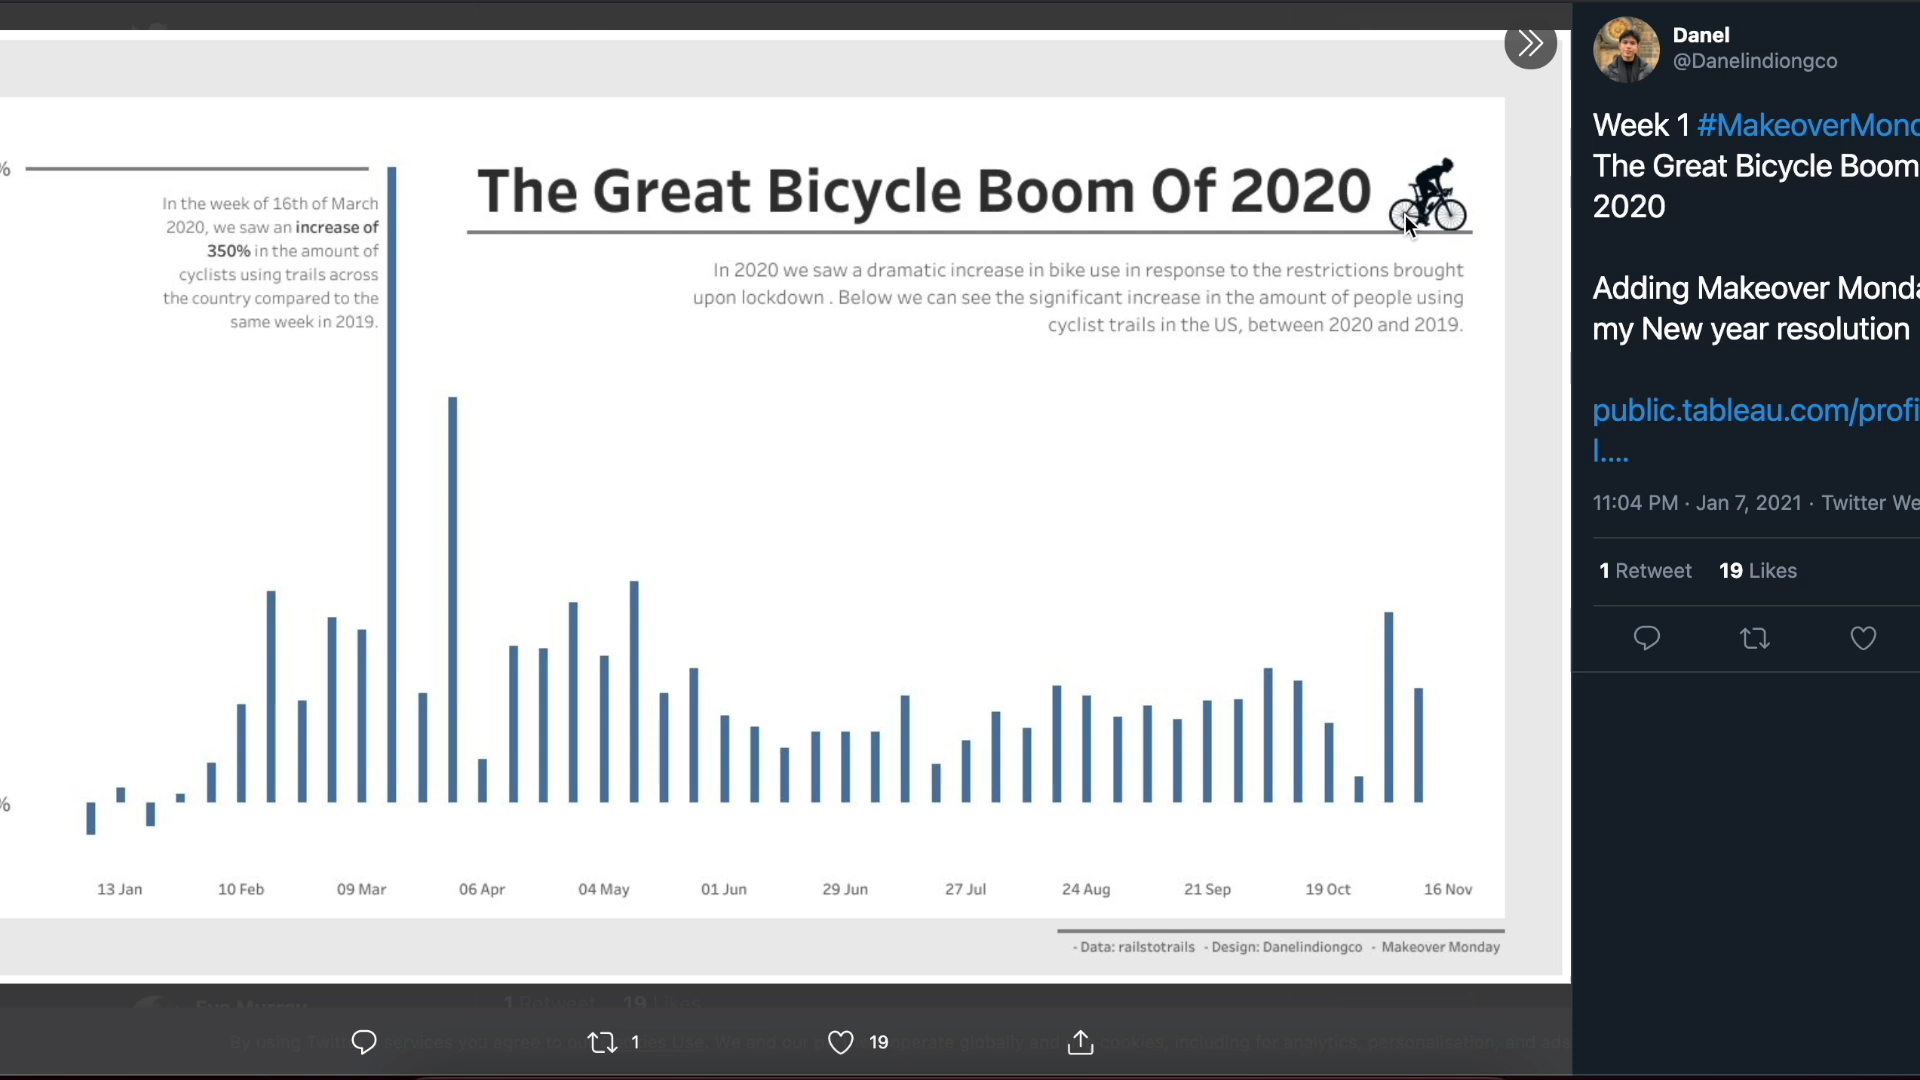 %
In the week of 16th of March
2020, we saw an increase of
350% in the amount of
cyclists using trails across
the country compared to the
same week in 2019.
The Great Bicycle Boom Of 2020
In 2020 we saw a dramatic increase in bike use in response to the restrictions brought
upon lockdown . Below we can see the significant increase in the amount of people using
cyclist trails in the US, between 2020 and 2019.
%
13 Jan
10 Feb
09 Mar
06 Apr
04 May
01 Jun
29 Jun
27 Jul
24 Aug
21 Sep
19 Oct
16 Nov
- Data: railstotrails - Design: Danelindiongco - Makeover Monday
1
19
Danel
@Danelindiongco
Week 1 #MakeoverMond
The Great Bicycle Boom
2020
Adding Makeover Monda
my New year resolution
public.tableau.com/profi
l....
11:04 PM · Jan 7, 2021 · Twitter We
1 Retweet 19 Likes